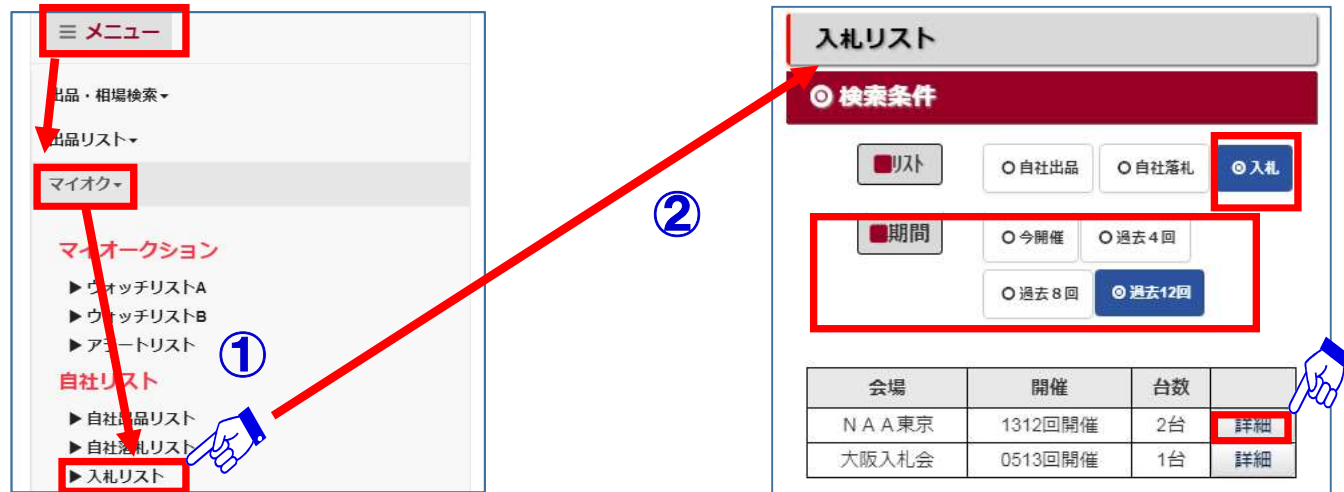 ≡ メニュー
出品・相場検索▾
出品リスト▾
マイオク▾
マイオークション
▶ウォッチリストA
▶ウォッチリストB
▶アラートリスト
自社リスト
▶自社出品リスト
▶自社落札リスト
▶入札リスト
①
②
入札リスト
◎ 検索条件
■リスト ○自社出品 ○自社落札 ◎入札
■期間 ○今開催 ○過去4回
○過去8回 ◎過去12回
会場 開催 台数
NAA東京 1312回開催 2台 詳細
大阪入札会 0513回開催 1台 詳細